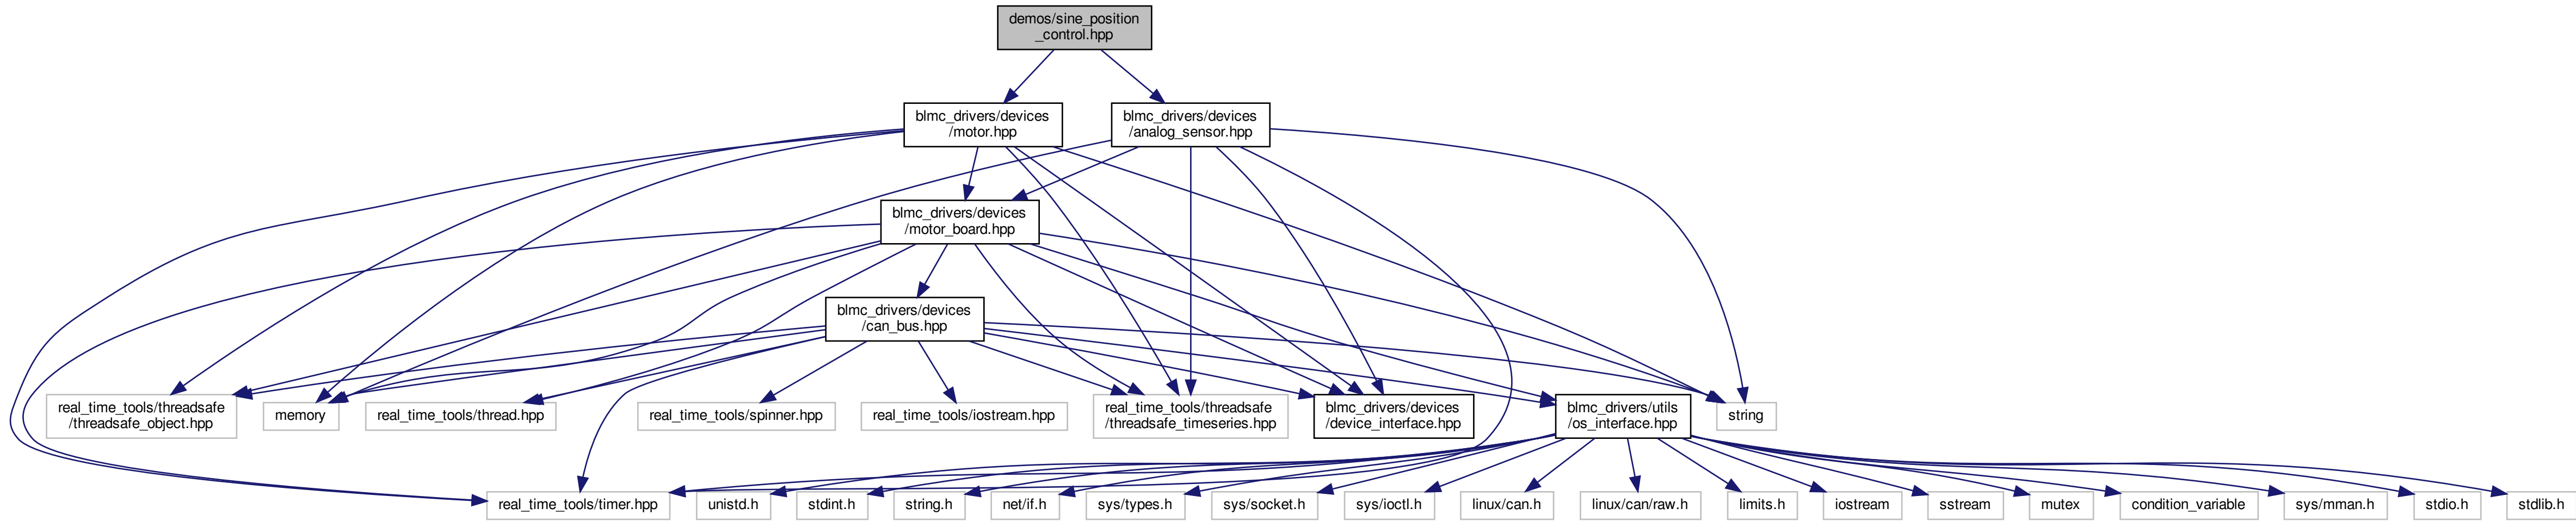 demos/sine_position
_control.hpp
blmc_drivers/devices
/motor.hpp
blmc_drivers/devices
/analog_sensor.hpp
blmc_drivers/devices
/motor_board.hpp
blmc_drivers/devices
/can_bus.hpp
real_time_tools/threadsafe
/threadsafe_object.hpp
memory
real_time_tools/thread.hpp
real_time_tools/spinner.hpp
real_time_tools/iostream.hpp
real_time_tools/threadsafe
/threadsafe_timeseries.hpp
blmc_drivers/devices
/device_interface.hpp
blmc_drivers/utils
/os_interface.hpp
string
real_time_tools/timer.hpp
unistd.h
stdint.h
string.h
net/if.h
sys/types.h
sys/socket.h
sys/ioctl.h
linux/can.h
linux/can/raw.h
limits.h
iostream
sstream
mutex
condition_variable
sys/mman.h
stdio.h
stdlib.h